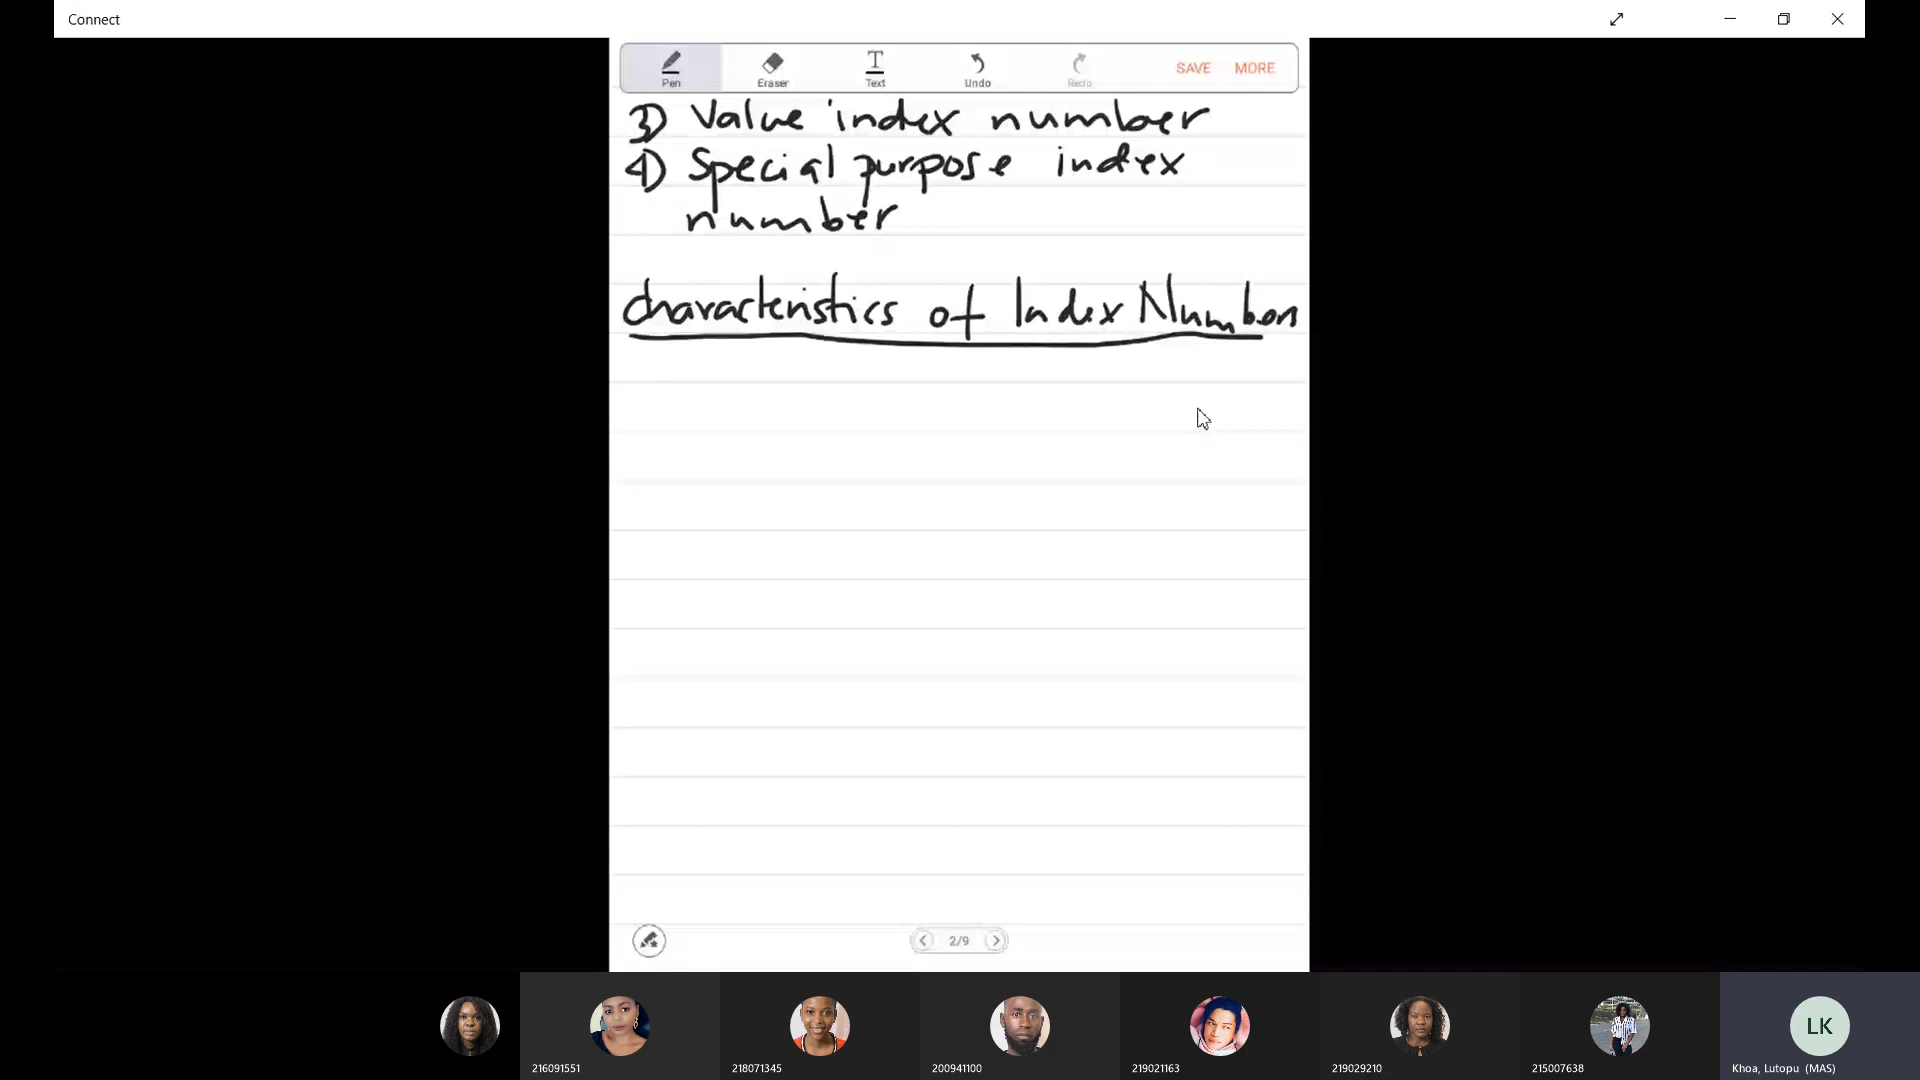 Connect
Pen
Eraser
Text
Undo
Redo
SAVE
MORE
3) Value index number
4) Special purpose index
number
characteristics of Index Numbers
2/9
LK
216091551
218071345
200941100
219021163
219029210
215007638
Khoa, Lutopu (MAS)